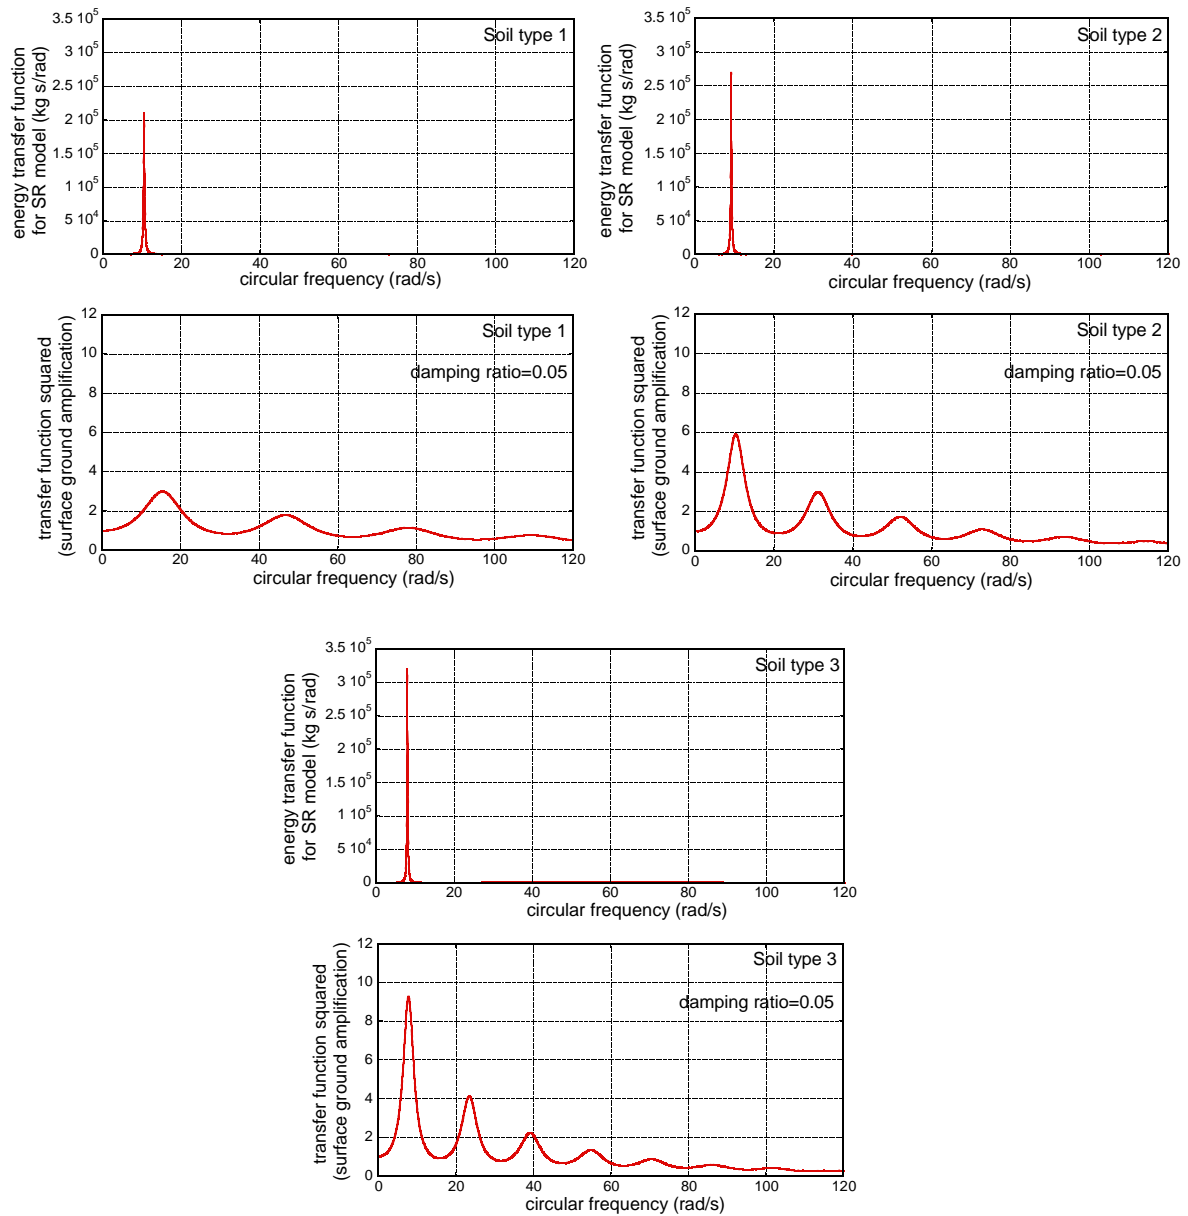 energy transfer function
for SR model (kg s/rad)
3.5 10⁵
3 10⁵
2.5 10⁵
2 10⁵
1.5 10⁵
1 10⁵
5 10⁴
0
Soil type 1
0 20 40 60 80 100 120
circular frequency (rad/s)
energy transfer function
for SR model (kg s/rad)
3.5 10⁵
3 10⁵
2.5 10⁵
2 10⁵
1.5 10⁵
1 10⁵
5 10⁴
0
Soil type 2
0 20 40 60 80 100 120
circular frequency (rad/s)
transfer function squared
(surface ground amplification)
12
10
8
6
4
2
0
Soil type 1
damping ratio=0.05
0 20 40 60 80 100 120
circular frequency (rad/s)
transfer function squared
(surface ground amplification)
12
10
8
6
4
2
0
Soil type 2
damping ratio=0.05
0 20 40 60 80 100 120
circular frequency (rad/s)
energy transfer function
for SR model (kg s/rad)
3.5 10⁵
3 10⁵
2.5 10⁵
2 10⁵
1.5 10⁵
1 10⁵
5 10⁴
0
Soil type 3
0 20 40 60 80 100 120
circular frequency (rad/s)
transfer function squared
(surface ground amplification)
12
10
8
6
4
2
0
Soil type 3
damping ratio=0.05
0 20 40 60 80 100 120
circular frequency (rad/s)